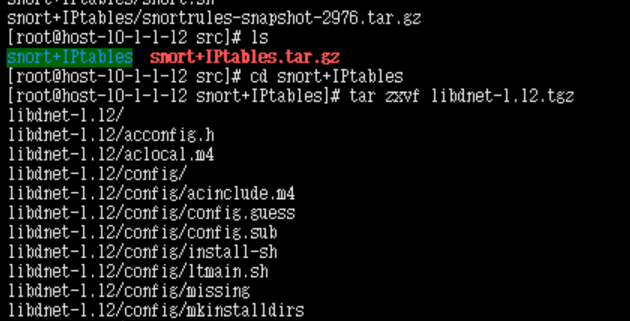 snort+IPtables/snort.sh
snort+IPtables/snortrules-snapshot-2976.tar.gz
[root@host-10-1-1-12 src]# ls
snort+IPtables  snort+IPtables.tar.gz
[root@host-10-1-1-12 src]# cd snort+IPtables
[root@host-10-1-1-12 snort+IPtables]# tar zxvf libdnet-1.12.tgz
libdnet-1.12/
libdnet-1.12/acconfig.h
libdnet-1.12/aclocal.m4
libdnet-1.12/config/
libdnet-1.12/config/acinclude.m4
libdnet-1.12/config/config.guess
libdnet-1.12/config/config.sub
libdnet-1.12/config/install-sh
libdnet-1.12/config/ltmain.sh
libdnet-1.12/config/missing
libdnet-1.12/config/mkinstalldirs